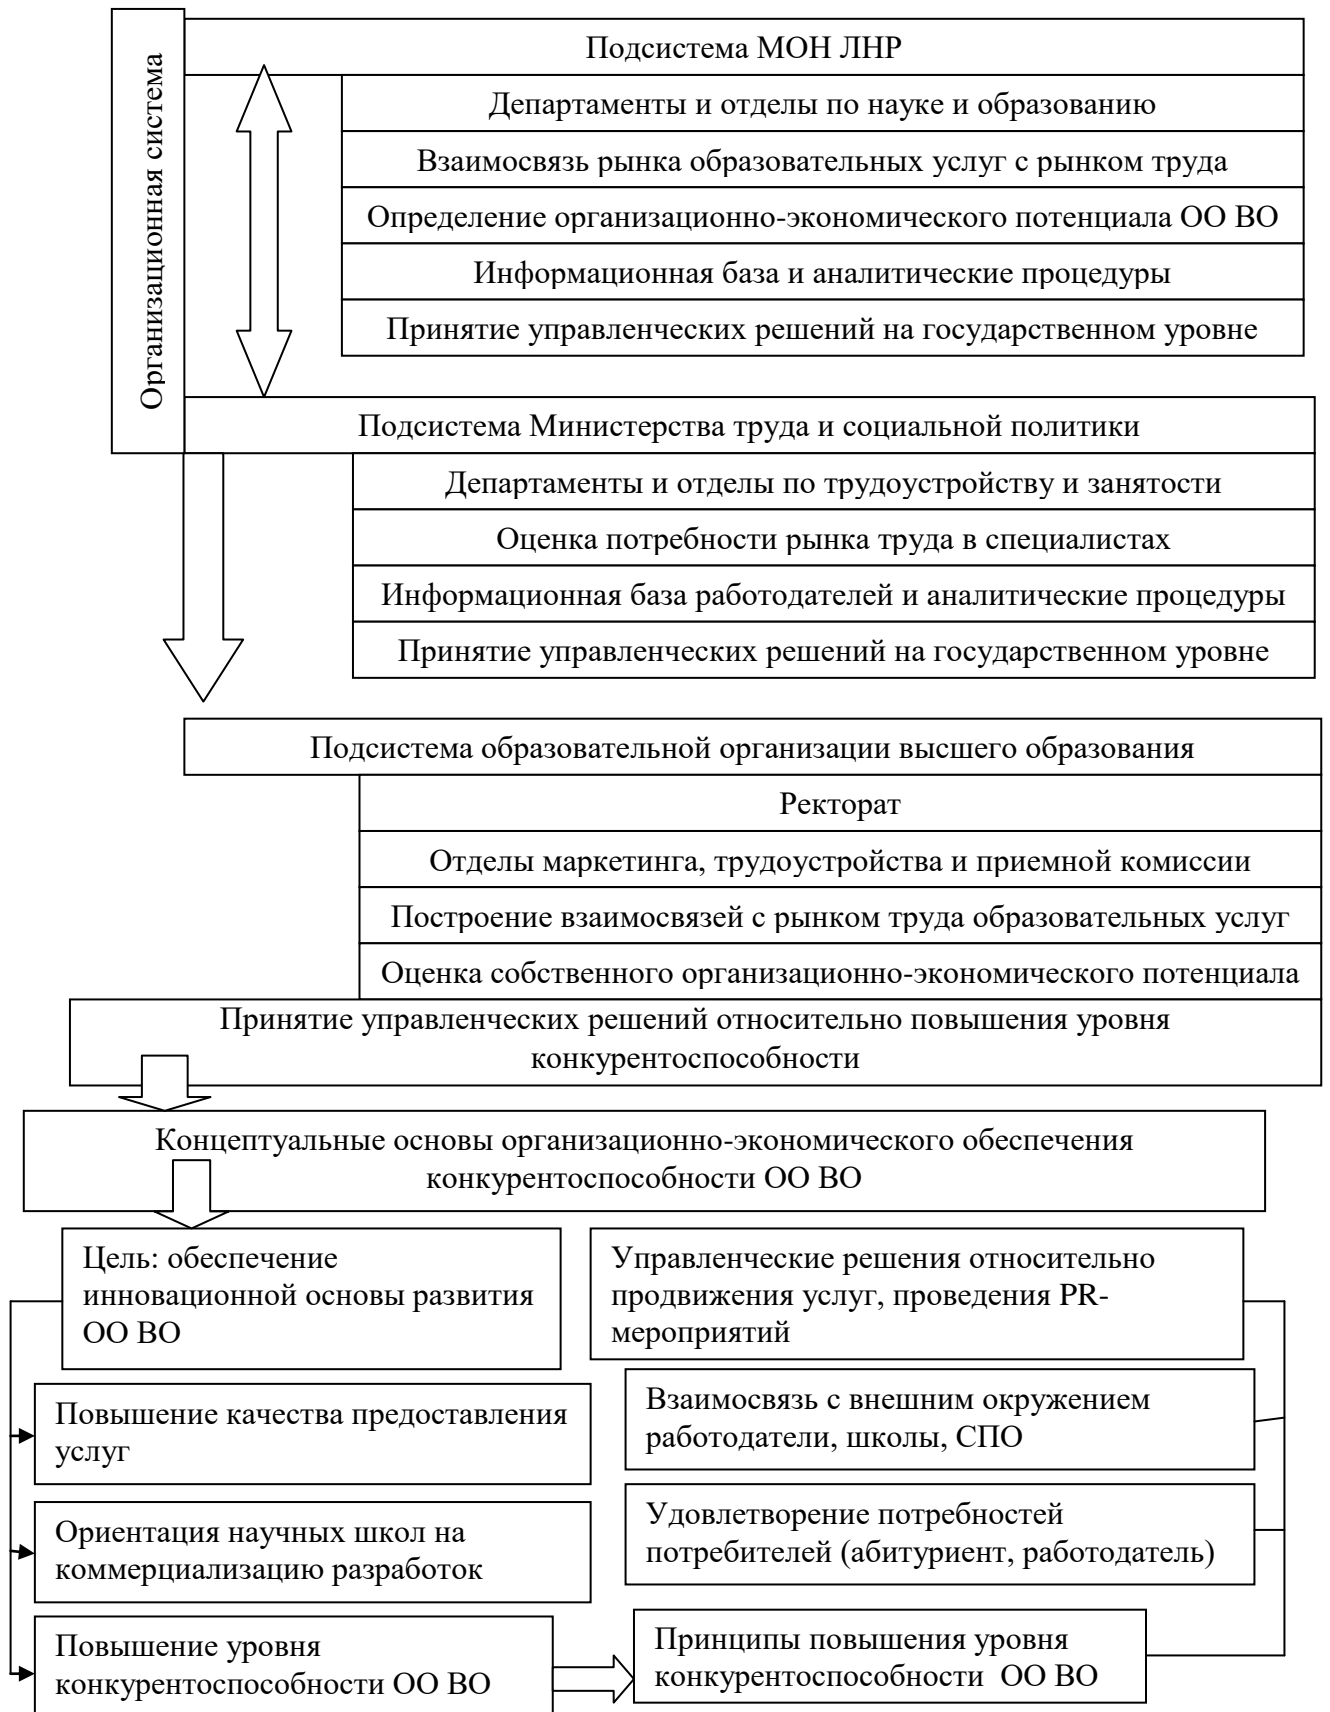 Организационная система
Подсистема МОН ЛНР
Департаменты и отделы по науке и образованию
Взаимосвязь рынка образовательных услуг с рынком труда
Определение организационно-экономического потенциала ОО ВО
Информационная база и аналитические процедуры
Принятие управленческих решений на государственном уровне
Подсистема Министерства труда и социальной политики
Департаменты и отделы по трудоустройству и занятости
Оценка потребности рынка труда в специалистах
Информационная база работодателей и аналитические процедуры
Принятие управленческих решений на государственном уровне
Подсистема образовательной организации высшего образования
Ректорат
Отделы маркетинга, трудоустройства и приемной комиссии
Построение взаимосвязей с рынком труда образовательных услуг
Оценка собственного организационно-экономического потенциала
Принятие управленческих решений относительно повышения уровня
конкурентоспособности
Концептуальные основы организационно-экономического обеспечения
конкурентоспособности ОО ВО
Цель: обеспечение
инновационной основы развития
ОО ВО
Управленческие решения относительно
продвижения услуг, проведения PR-
мероприятий
Повышение качества предоставления
услуг
Взаимосвязь с внешним окружением
работодатели, школы, СПО
Ориентация научных школ на
коммерциализацию разработок
Удовлетворение потребностей
потребителей (абитуриент, работодатель)
Повышение уровня
конкурентоспособности ОО ВО
Принципы повышения уровня
конкурентоспособности ОО ВО